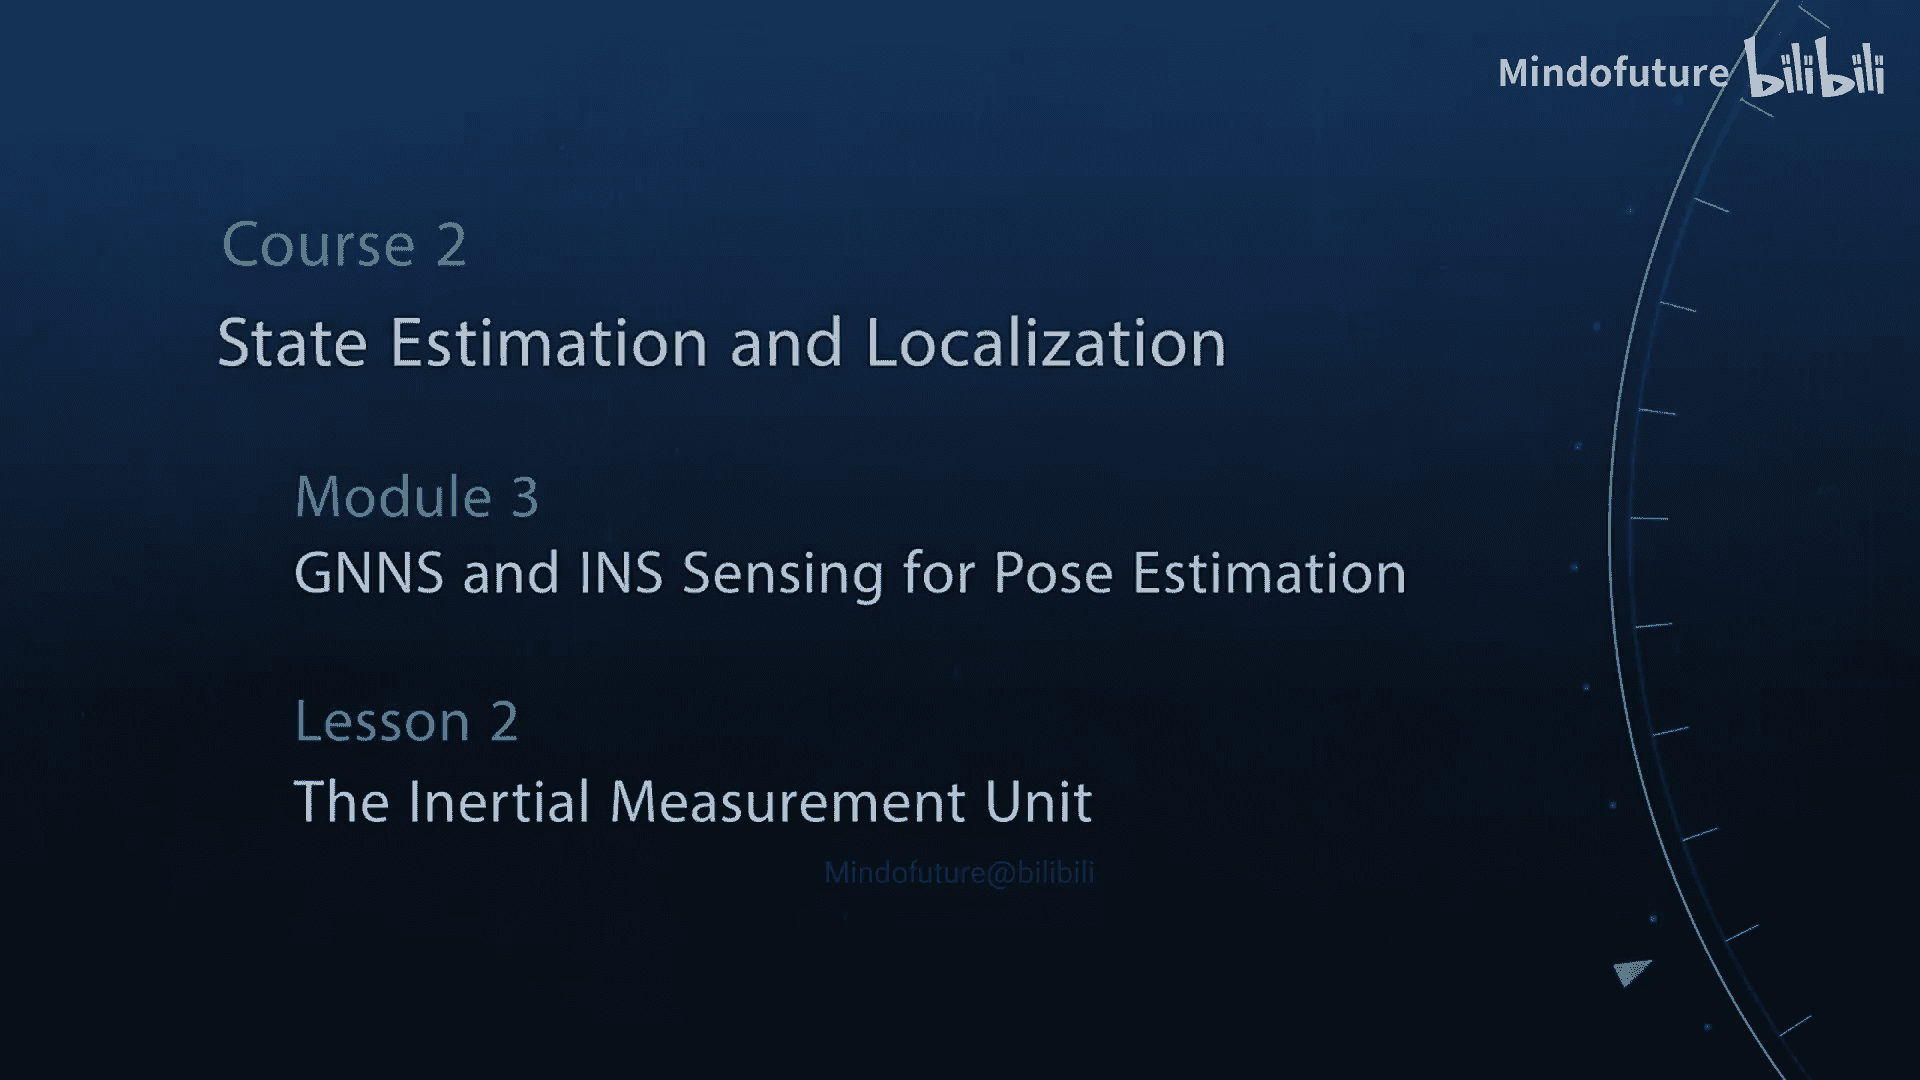 Mindofuture bilibili
Course 2
State Estimation and Localization
Module 3
GNNS and INS Sensing for Pose Estimation
Lesson 2
The Inertial Measurement Unit
Mindofuture@bilibili